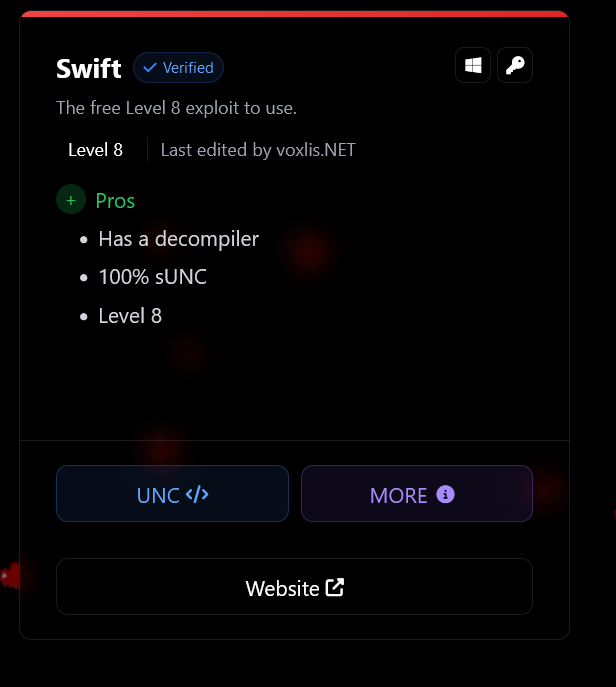 Swift Verified
The free Level 8 exploit to use.
Level 8 Last edited by voxlis.NET
+ Pros
• Has a decompiler
• 100% sUNC
• Level 8
UNC </>
MORE i
Website